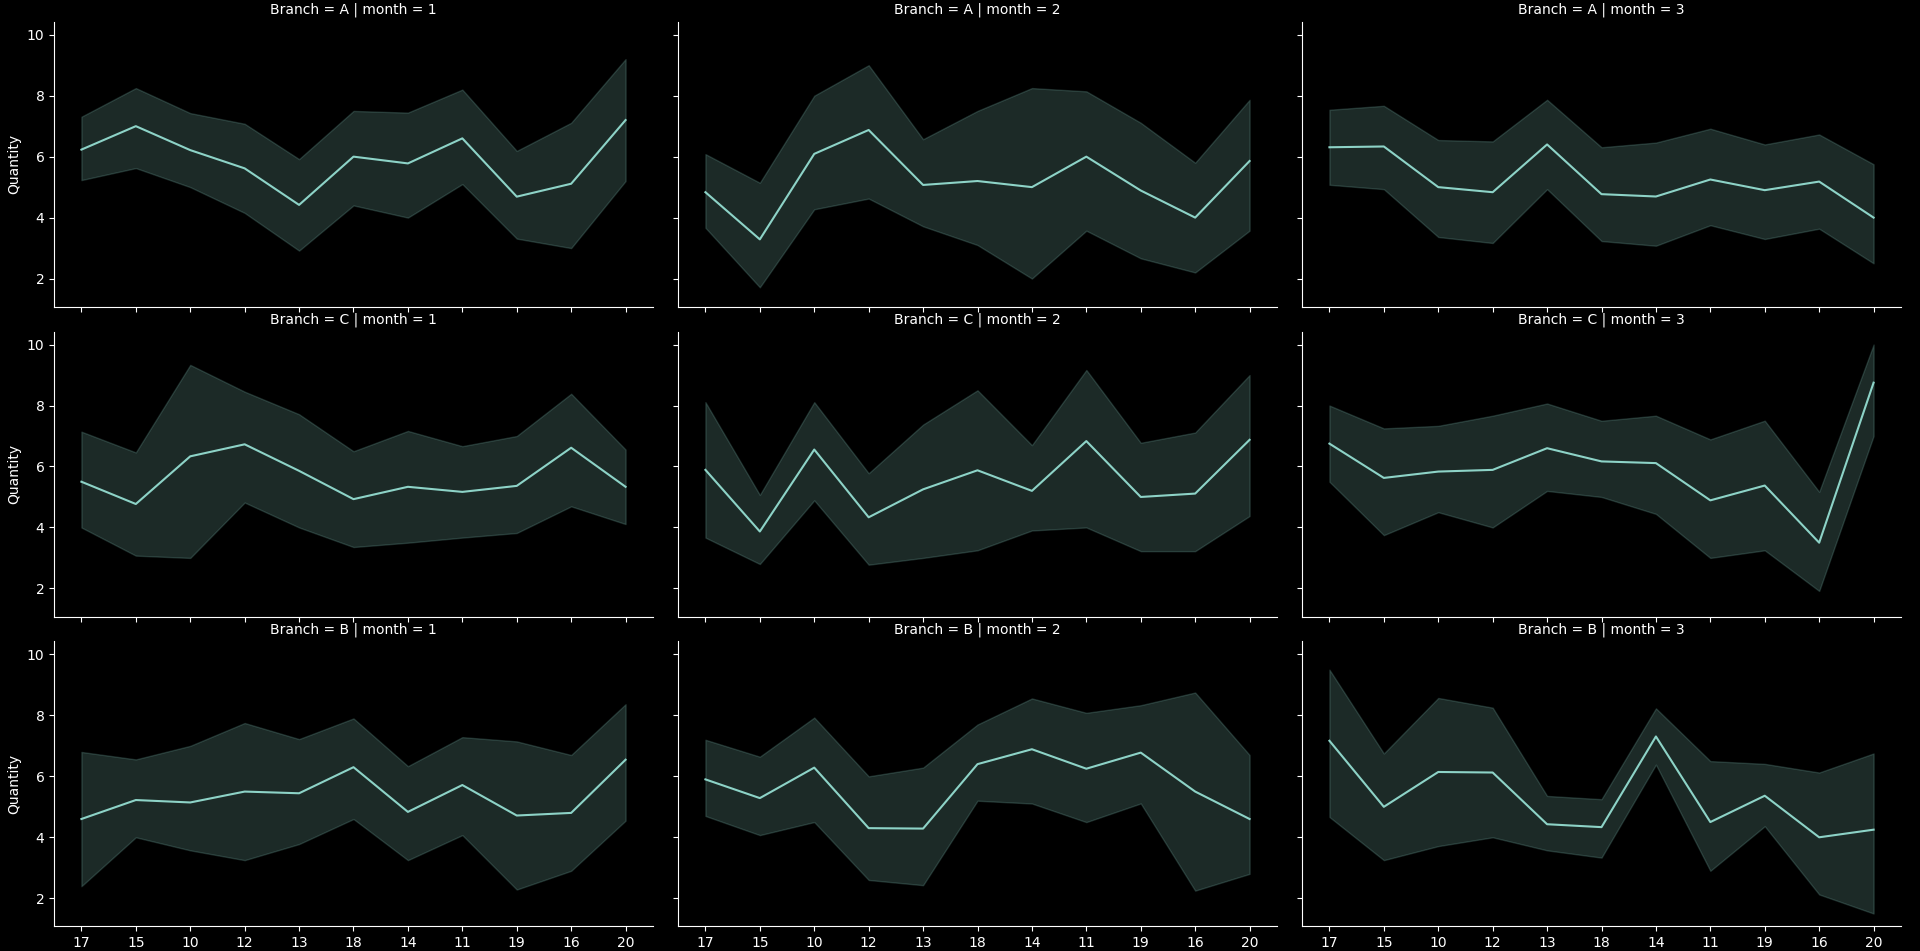 Branch = A | month = 1
Branch = A | month = 2
Branch = A | month = 3
10
8
6
4
2
Quantity
Branch = C | month = 1
Branch = C | month = 2
Branch = C | month = 3
10
8
6
4
2
Quantity
Branch = B | month = 1
Branch = B | month = 2
Branch = B | month = 3
10
8
6
4
2
Quantity
17 15 10 12 13 18 14 11 19 16 20
17 15 10 12 13 18 14 11 19 16 20
17 15 10 12 13 18 14 11 19 16 20